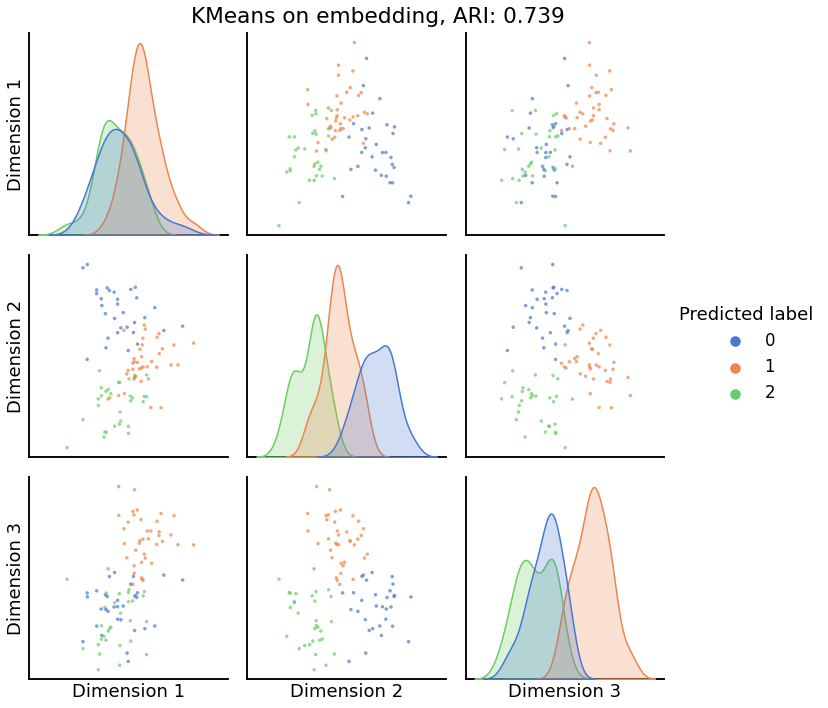 KMeans on embedding, ARI: 0.739
Dimension 1
Dimension 2
Predicted label
0
1
2
Dimension 3
Dimension 1
Dimension 2
Dimension 3